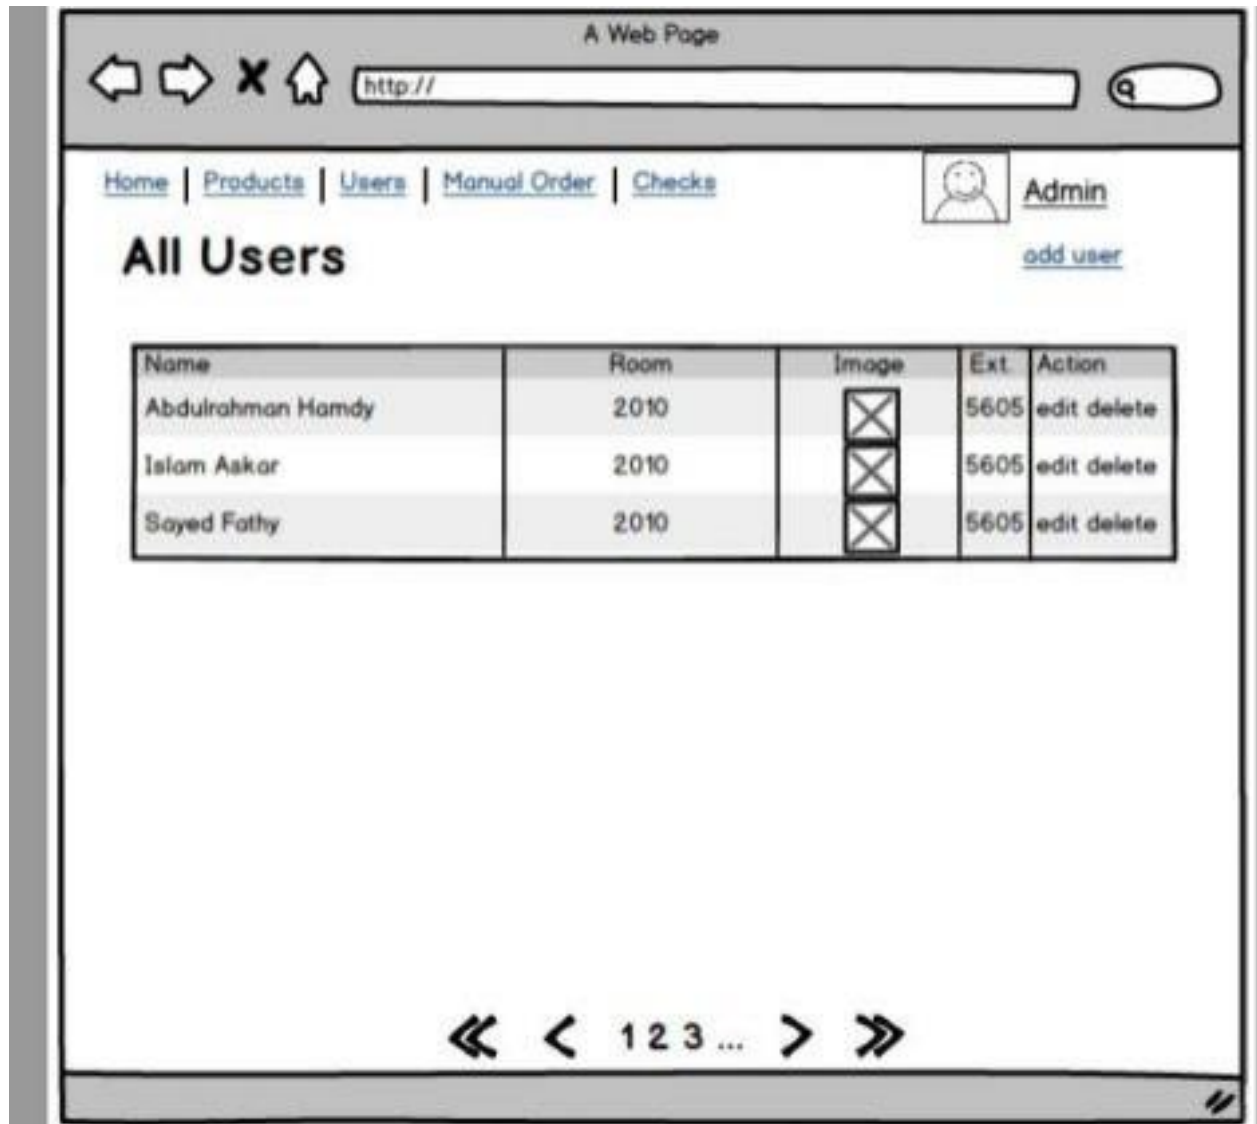 A Web Page
http://
Home | Products | Users | Manual Order | Checks
Admin
All Users
add user
Name Room Image Ext. Action
Abdulrahman Hamdy 2010 5605 edit delete
Islam Askar 2010 5605 edit delete
Sayed Fathy 2010 5605 edit delete
1 2 3 ...